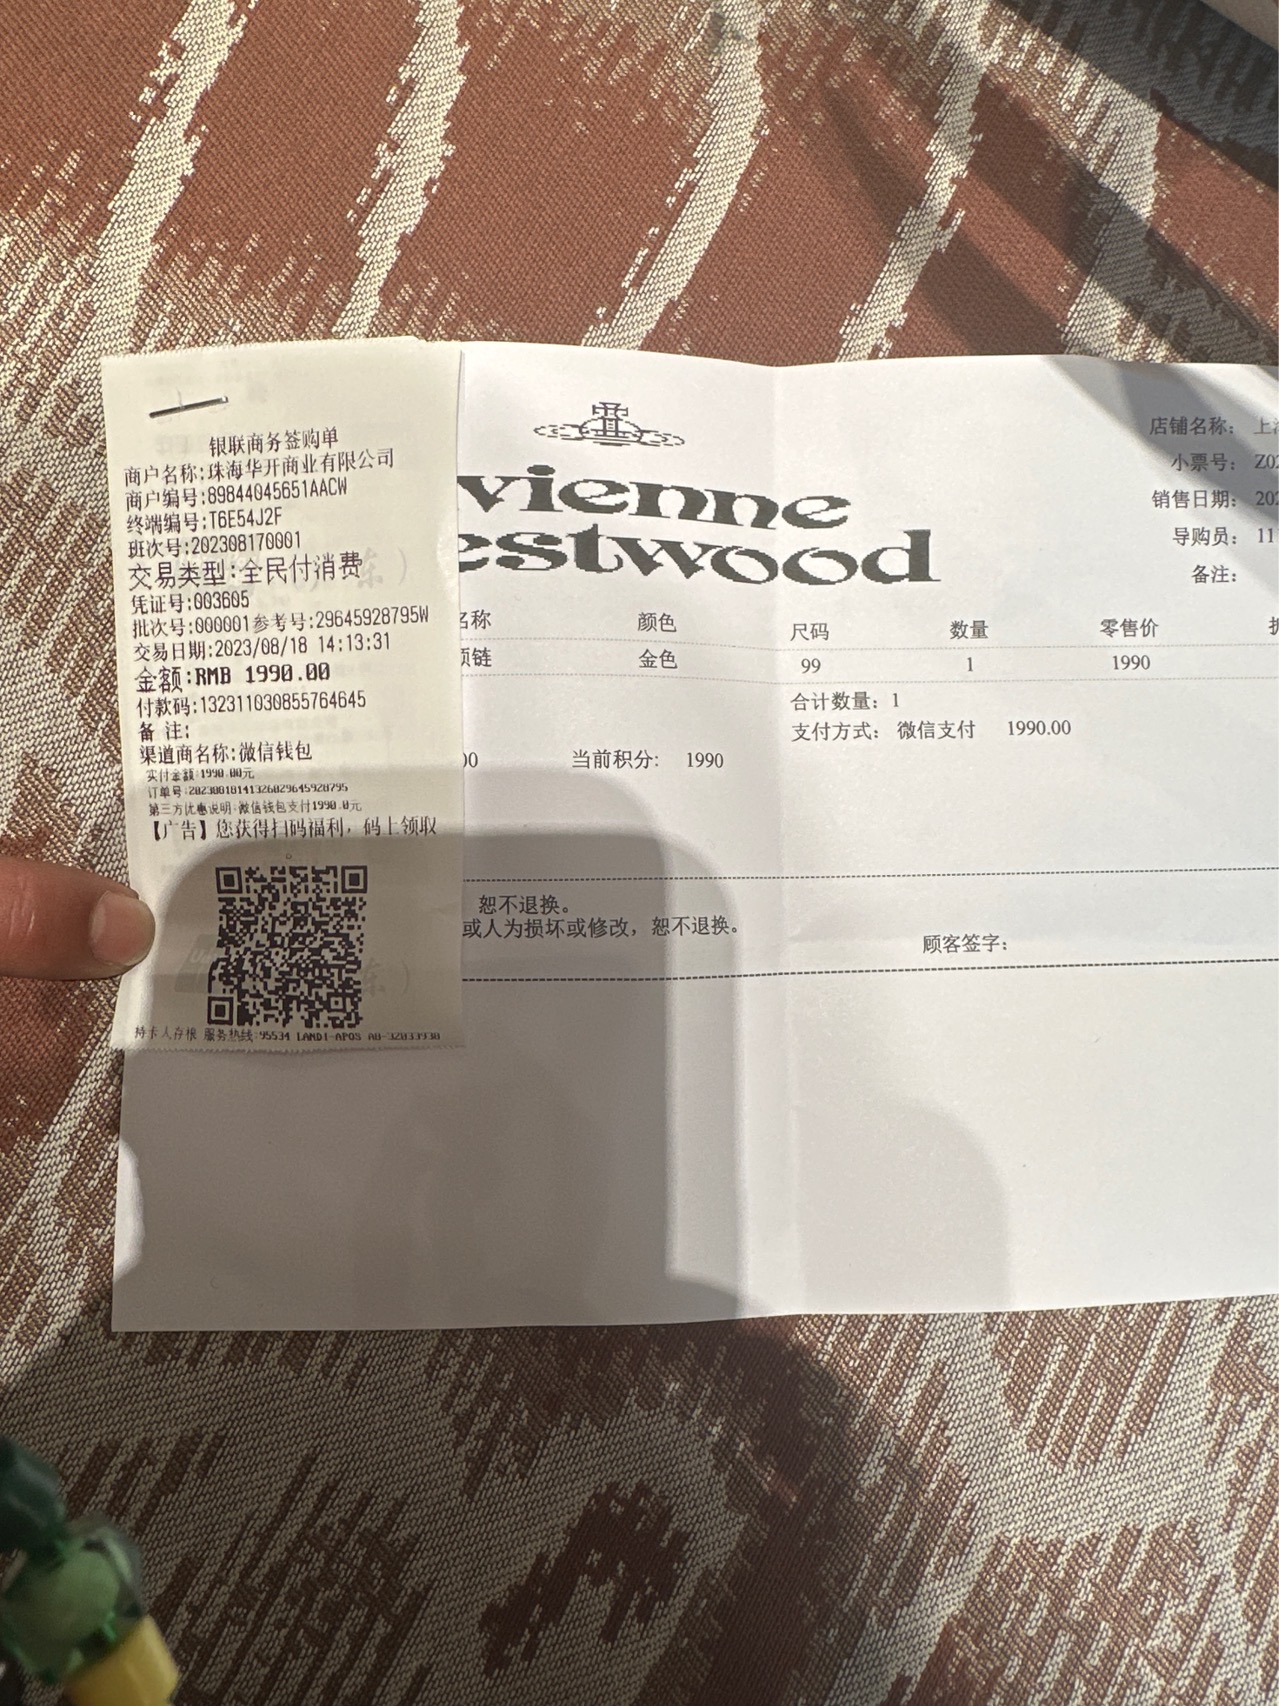 银联商务签购单
商户名称:珠海华开商业有限公司
商户编号:89844045651AACW
终端编号:T6E54J2F
班次号:202308170001
交易类型:全民付消费
凭证号:003605
批次号:000001参考号:29645928795W
交易日期:2023/08/18 14:13:31
金额:RMB 1990.00
付款码:132311030855764645
备注:
渠道商名称:微信钱包
实付金额:1990.00元
订单号:20230818141326029645928795
第三方优惠说明:微信钱包支付1990.0元
【广告】您获得扫码福利，码上领取
持卡人存根 服务热线:95534 LANDI-APOS
vienne
estwood
店铺名称： 上
小票号： Z02
销售日期： 202
导购员： 11
备注：
名称 颜色 尺码 数量 零售价
项链 金色 99 1 1990
合计数量：1
支付方式： 微信支付 1990.00
00 当前积分： 1990
恕不退换。
或人为损坏或修改，恕不退换。
顾客签字：